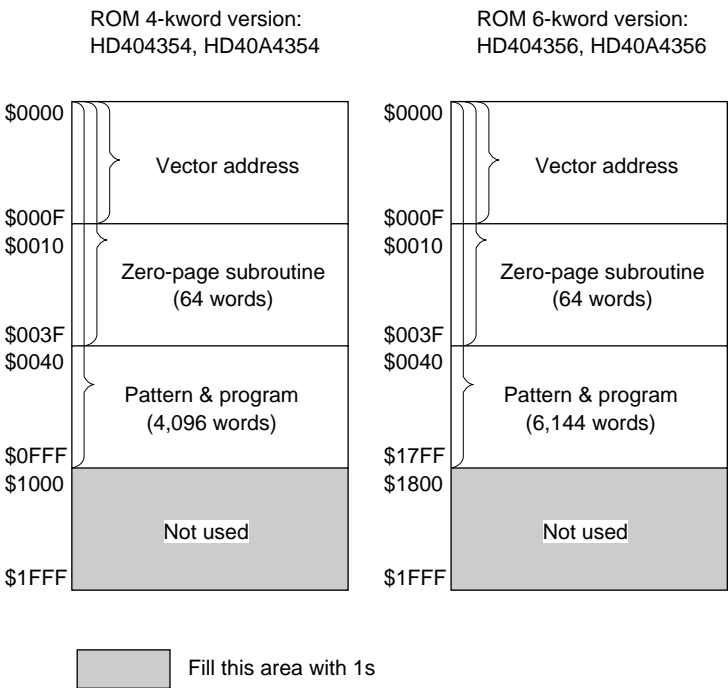 ROM 4-kword version:
HD404354, HD40A4354
$0000
Vector address
$000F
$0010
Zero-page subroutine
(64 words)
$003F
$0040
Pattern & program
(4,096 words)
$0FFF
$1000
Not used
$1FFF
ROM 6-kword version:
HD404356, HD40A4356
$0000
Vector address
$000F
$0010
Zero-page subroutine
(64 words)
$003F
$0040
Pattern & program
(6,144 words)
$17FF
$1800
Not used
$1FFF
Fill this area with 1s